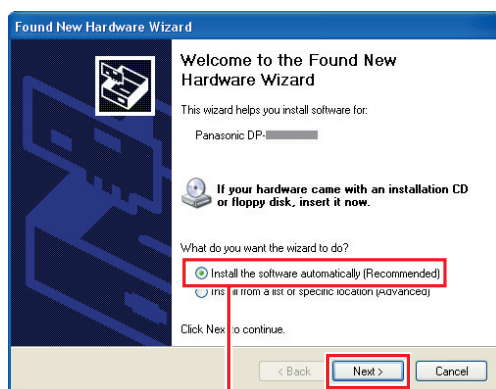 Found New Hardware Wizard
Welcome to the Found New
Hardware Wizard
This wizard helps you install software for:
Panasonic DP-
If your hardware came with an installation CD
or floppy disk, insert it now.
What do you want the wizard to do?
Install the software automatically (Recommended)
Install from a list or specific location (Advanced)
Click Next to continue.
< Back
Next >
Cancel